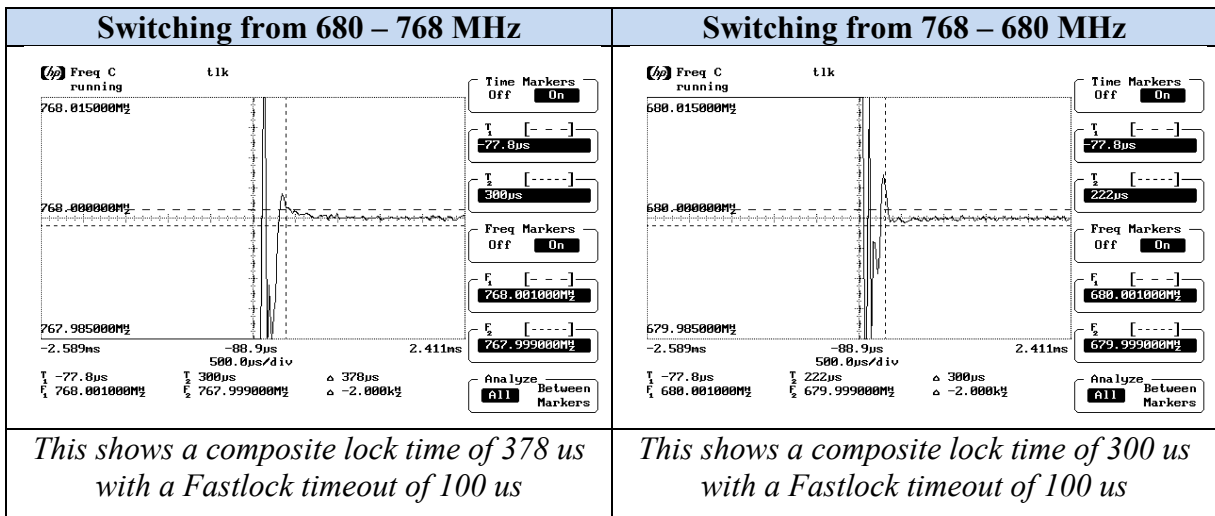 Switching from 680 – 768 MHz
hp Freq C tlk
running
768.015000MHz
768.000000MHz
767.985000MHz
-2.589ms -88.9µs 2.411ms
500.0µs/div
T1 -77.8µs T2 300µs △ 378µs
F1 768.001000MHz F2 767.999000MHz △ -2.000kHz
Time Markers
Off On
T1 [- - -]
-77.8µs
T2 [-----]
300µs
Freq Markers
Off On
F1 [- - -]
768.001000MHz
F2 [-----]
767.999000MHz
Analyze
All Between
Markers
This shows a composite lock time of 378 us
with a Fastlock timeout of 100 us
Switching from 768 – 680 MHz
hp Freq C tlk
running
680.015000MHz
680.000000MHz
679.985000MHz
-2.589ms -88.9µs 2.411ms
500.0µs/div
T1 -77.8µs T2 222µs △ 300µs
F1 680.001000MHz F2 679.999000MHz △ -2.000kHz
Time Markers
Off On
T1 [- - -]
-77.8µs
T2 [-----]
222µs
Freq Markers
Off On
F1 [- - -]
680.001000MHz
F2 [-----]
679.999000MHz
Analyze
All Between
Markers
This shows a composite lock time of 300 us
with a Fastlock timeout of 100 us